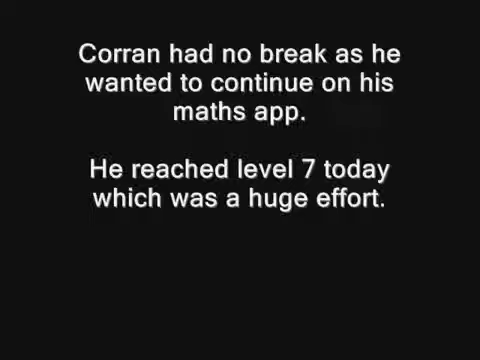 Corran had no break as he
wanted to continue on his
maths app.
He reached level 7 today
which was a huge effort.